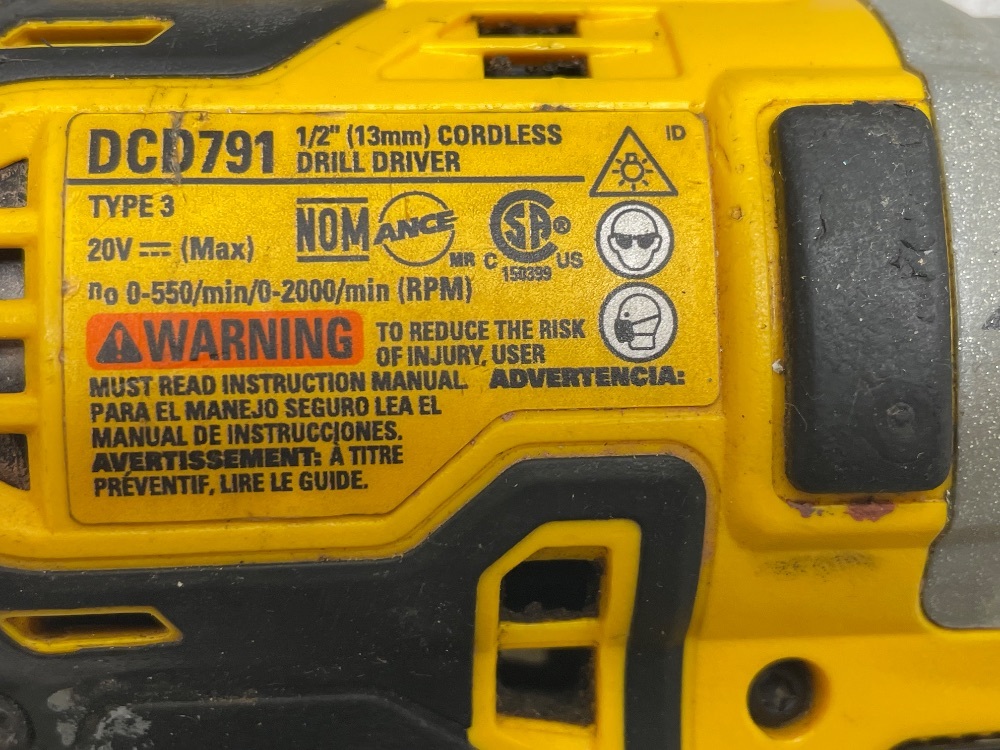 DCD791 1/2" (13mm) CORDLESS
DRILL DRIVER
ID
TYPE 3
20V ⎓ (Max)
NOM ANCE MR
C SA® US
150399
no 0-550/min/0-2000/min (RPM)
WARNING TO REDUCE THE RISK
OF INJURY, USER
MUST READ INSTRUCTION MANUAL. ADVERTENCIA:
PARA EL MANEJO SEGURO LEA EL
MANUAL DE INSTRUCCIONES.
AVERTISSEMENT: À TITRE
PRÉVENTIF, LIRE LE GUIDE.